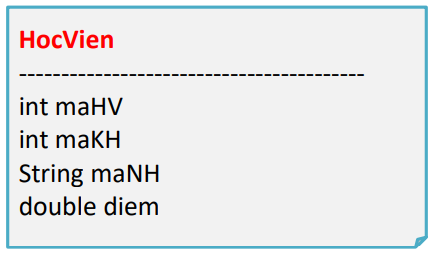 HocVien
-----------------------------------------
int maHV
int maKH
String maNH
double diem